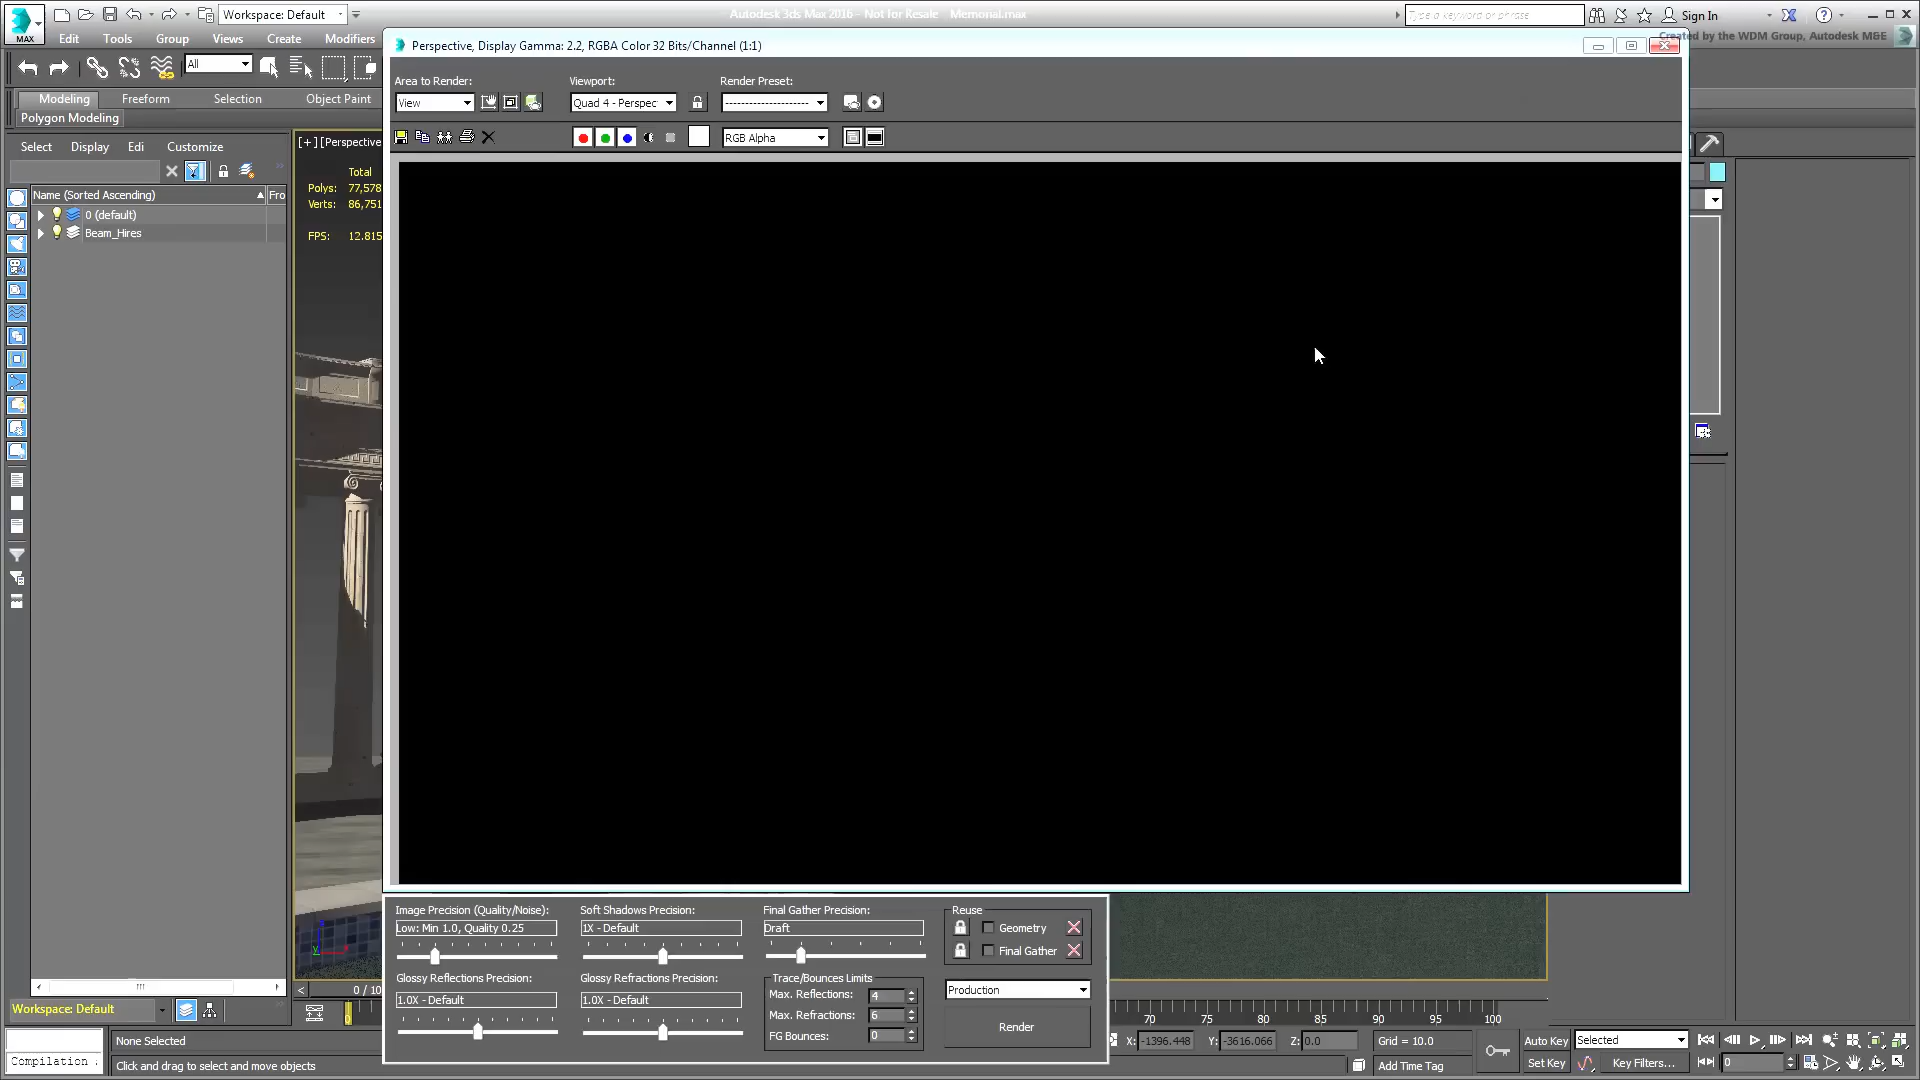 MAX
Workspace: Default
Autodesk 3ds Max 2016 - Not for Resale Memorial.max
Type a keyword or phrase
Sign In
Created by the WDM Group, Autodesk M&E
Edit Tools Group Views Create Modifiers
Perspective, Display Gamma: 2.2, RGBA Color 32 Bits/Channel (1:1)
All
Modeling Freeform Selection Object Paint
Polygon Modeling
Area to Render: Viewport: Render Preset:
View Quad 4 - Perspec
RGB Alpha
Select Display Edi Customize
[+] [Perspective
Name (Sorted Ascending) Fro
0 (default)
Beam_Hires
Total
Polys: 77,578
Verts: 86,751
FPS: 12.815
Image Precision (Quality/Noise): Soft Shadows Precision: Final Gather Precision: Reuse
Low: Min 1.0, Quality 0.25 1X - Default Draft Geometry
Final Gather
Glossy Reflections Precision: Glossy Refractions Precision: Trace/Bounces Limits
1.0X - Default 1.0X - Default Max. Reflections: 4 Production
Max. Refractions: 6
FG Bounces: 0 Render
0 / 10
Workspace: Default
70 75 80 85 90 95 100
None Selected
X: -1396.448 Y: -3616.066 Z: 0.0 Grid = 10.0 Auto Key Selected
Compilation
Click and drag to select and move objects
Add Time Tag Set Key Key Filters... 0